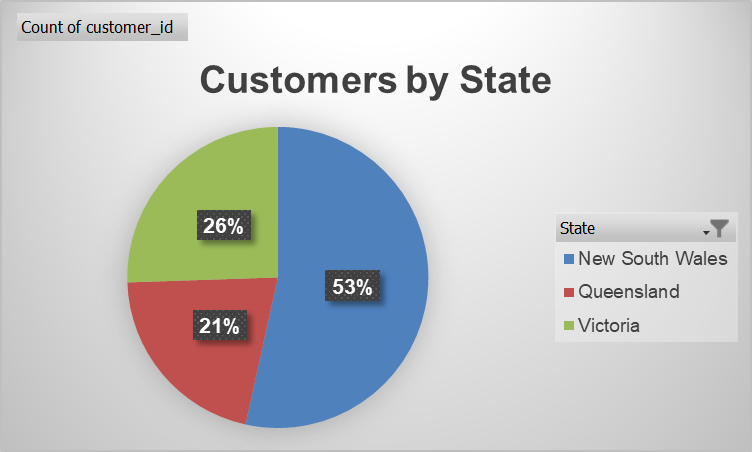 Count of customer_id
Customers by State
26%
53%
21%
State
New South Wales
Queensland
Victoria